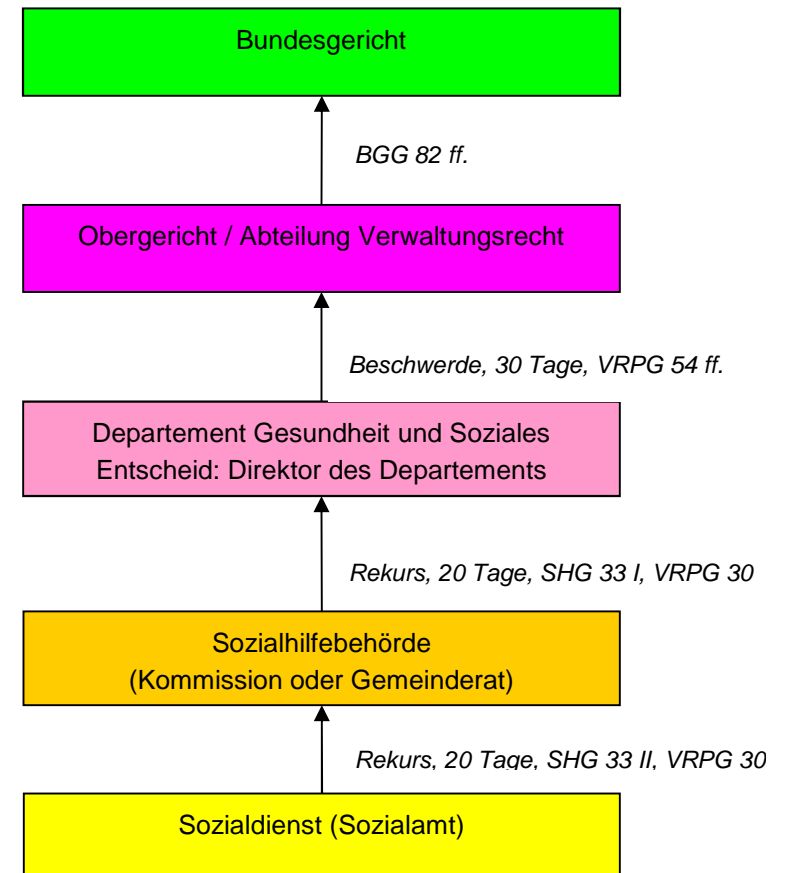 Bundesgericht
BGG 82 ff.
Obergericht / Abteilung Verwaltungsrecht
Beschwerde, 30 Tage, VRPG 54 ff.
Departement Gesundheit und Soziales
Entscheid: Direktor des Departements
Rekurs, 20 Tage, SHG 33 I, VRPG 30
Sozialhilfebehörde
(Kommission oder Gemeinderat)
Rekurs, 20 Tage, SHG 33 II, VRPG 30
Sozialdienst (Sozialamt)